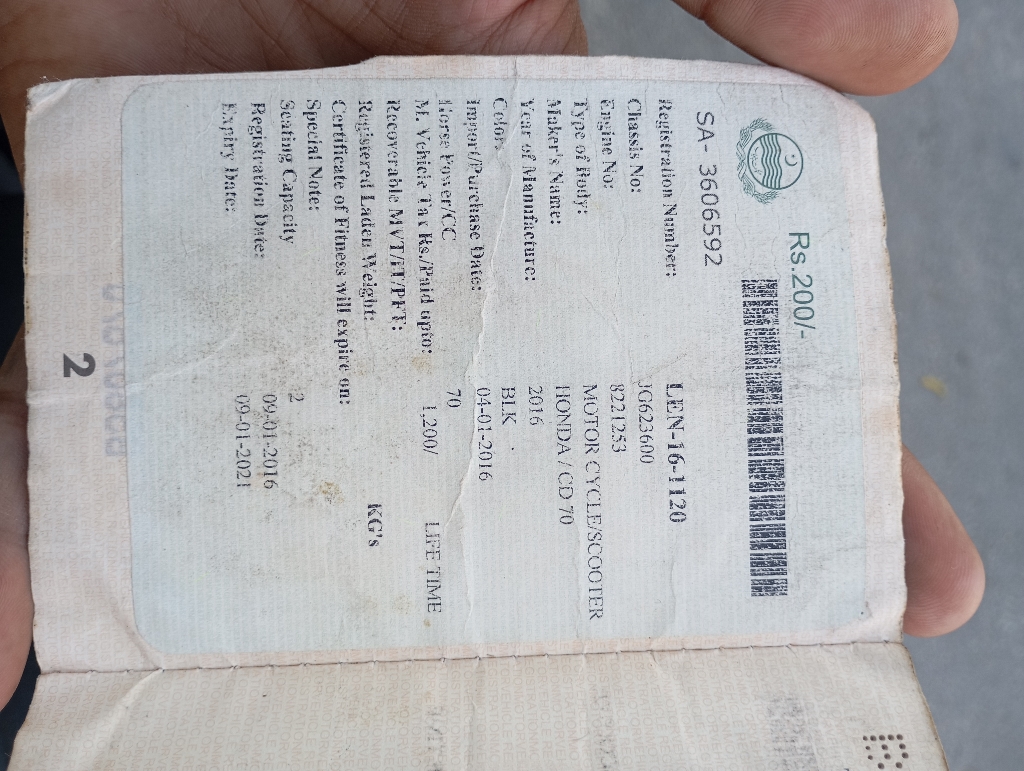 Rs.200/-
SA- 3606592
Registration Number: LEN-16-1120
Chassis No: JG623600
Engine No: 8221253
Type of Body: MOTOR CYCLE/SCOOTER
Maker's Name: HONDA / CD 70
Year of Manufacture: 2016
Color: BLK
Import/Purchase Date: 04-01-2016
Horse Power/CC 70
M. Vehicle Tax Rs./Paid upto: 1,200/ LIFE TIME
Recoverable MVT/IT/PFT:
Registered Laden Weight: KG's
Certificate of Fitness will expire on:
Special Note:
Seating Capacity 2
Registration Date: 09-01-2016
Expiry Date: 09-01-2021
2